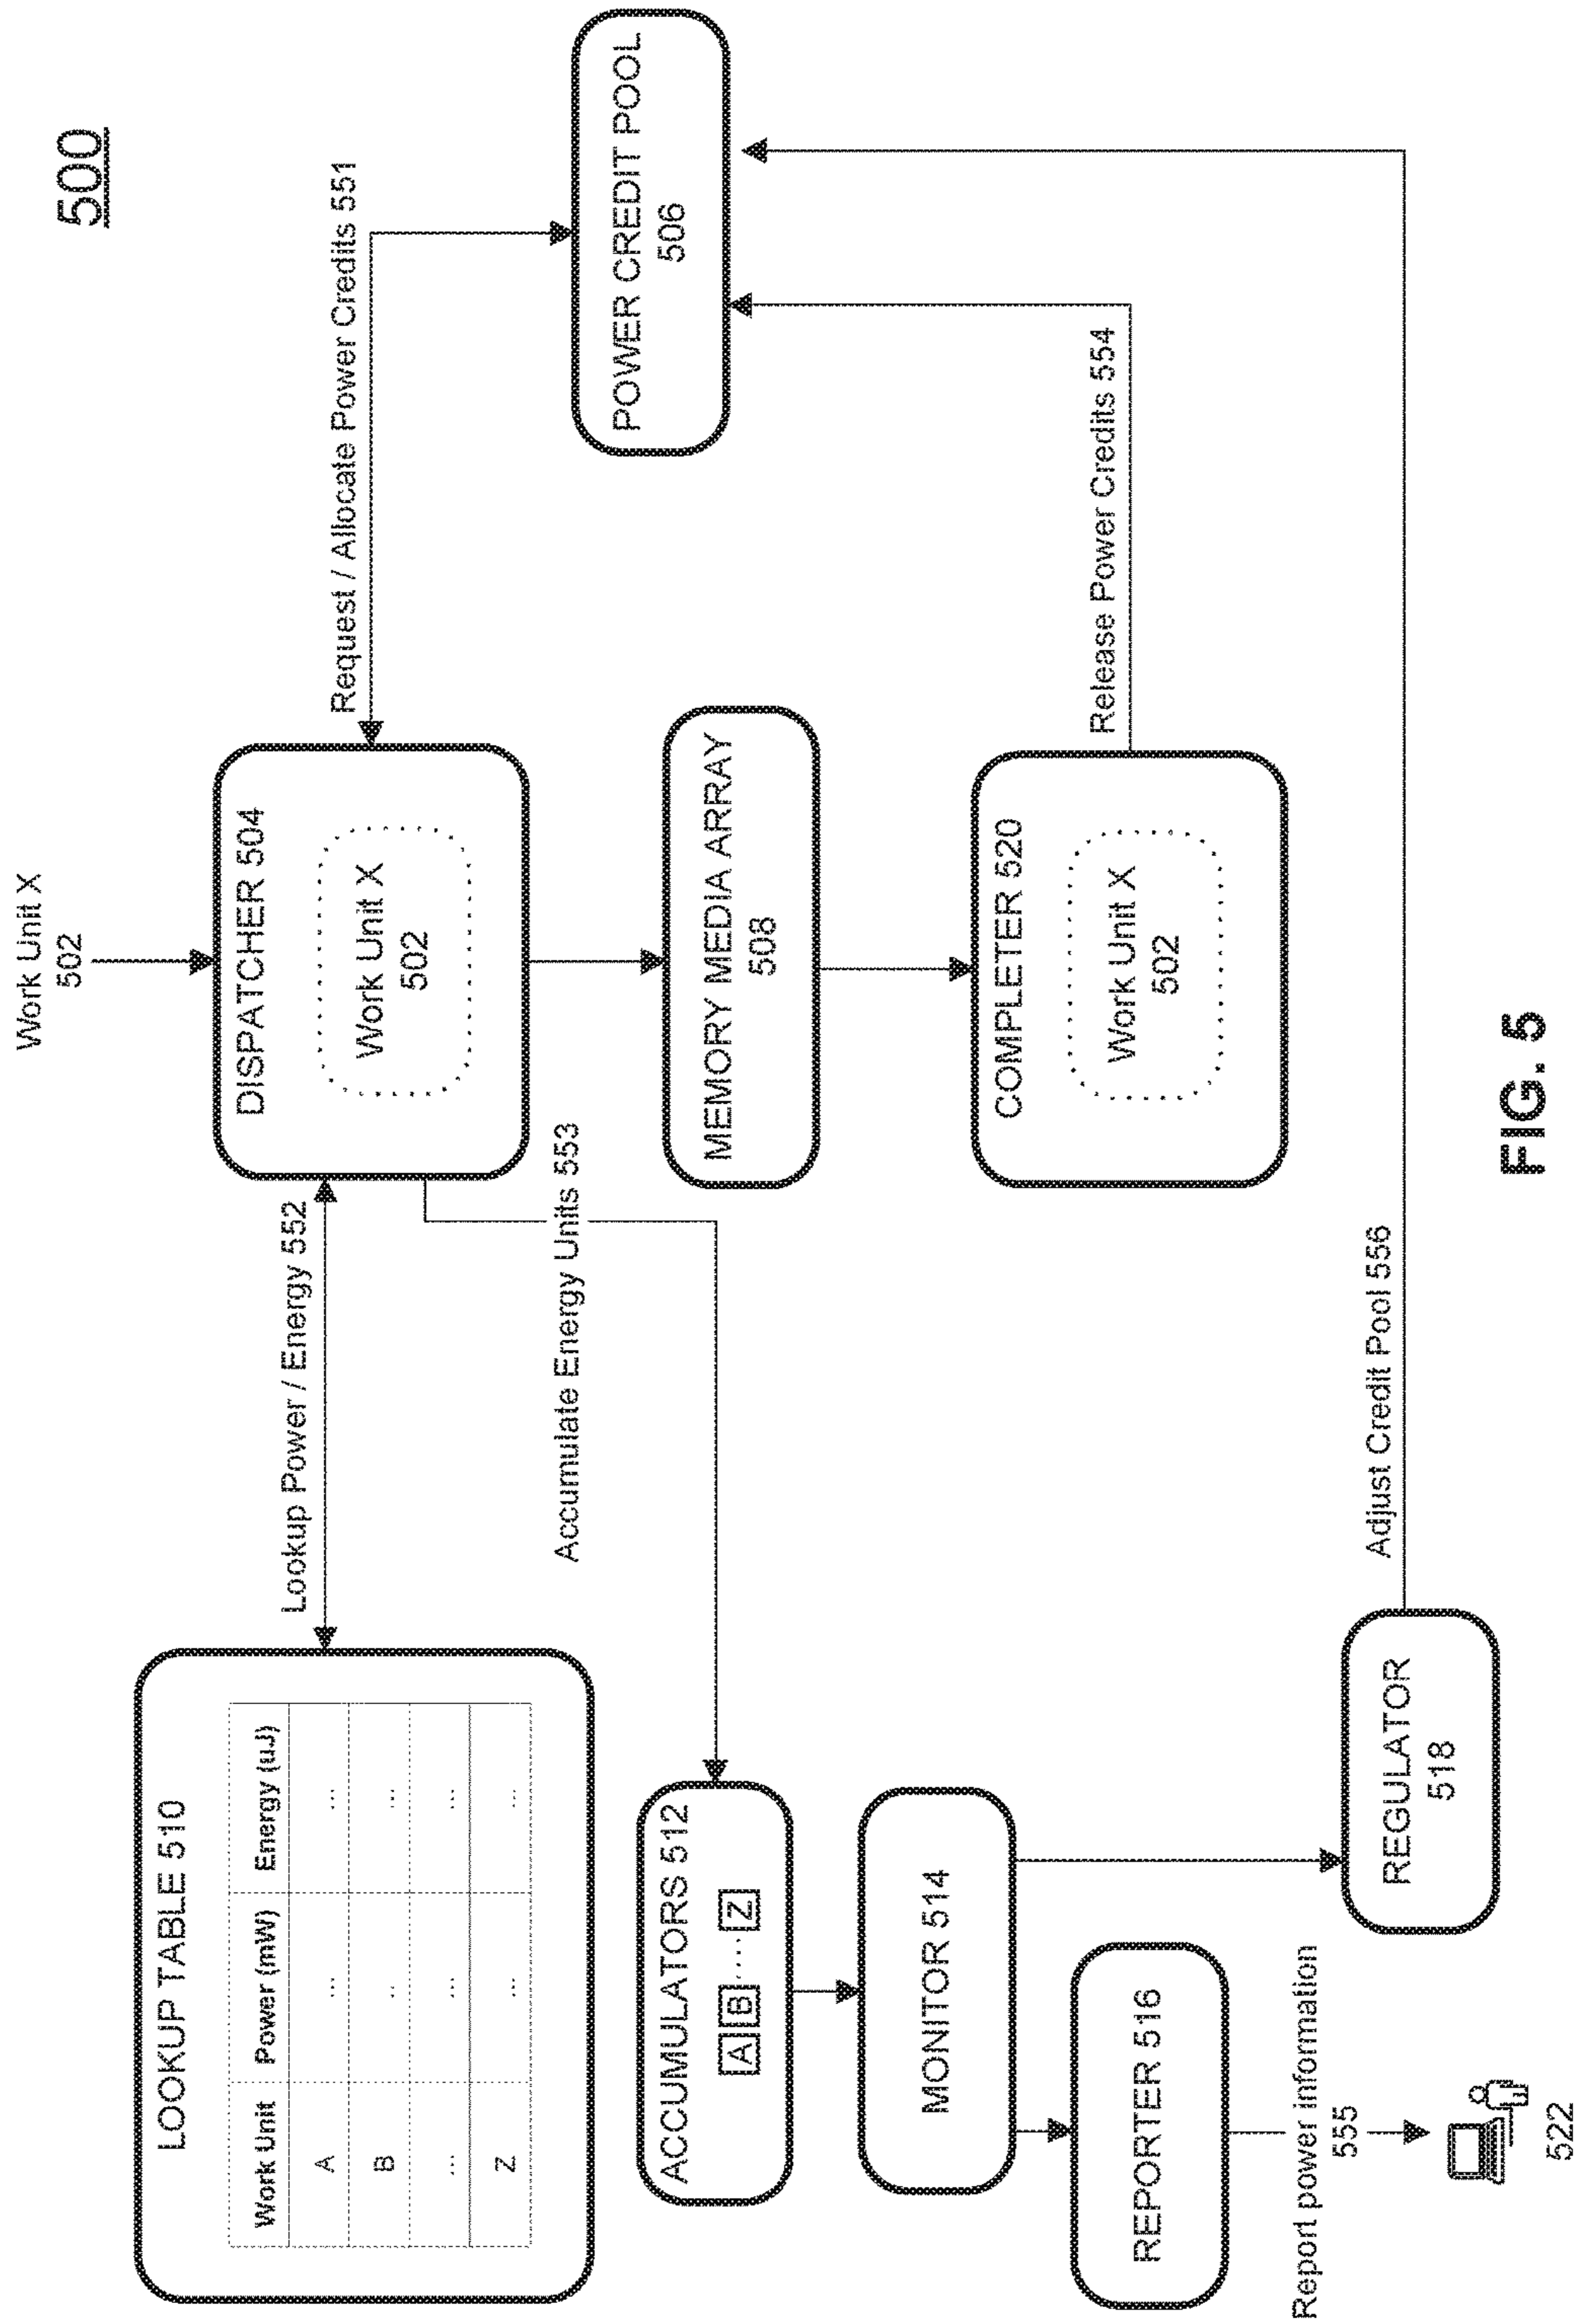 500
Work Unit X
502
LOOKUP TABLE 510
Work Unit Power (mW) Energy (uJ)
A ... ...
B ... ...
... ... ...
Z ... ...
Lookup Power / Energy 552
DISPATCHER 504
Work Unit X
502
Request / Allocate Power Credits 551
Accumulate Energy Units 553
POWER CREDIT POOL
506
ACCUMULATORS 512
A B ..... Z
MEMORY MEDIA ARRAY
508
MONITOR 514
COMPLETER 520
Work Unit X
502
Release Power Credits 554
REPORTER 516
REGULATOR
518
Adjust Credit Pool 556
Report power information
555
522
FIG. 5